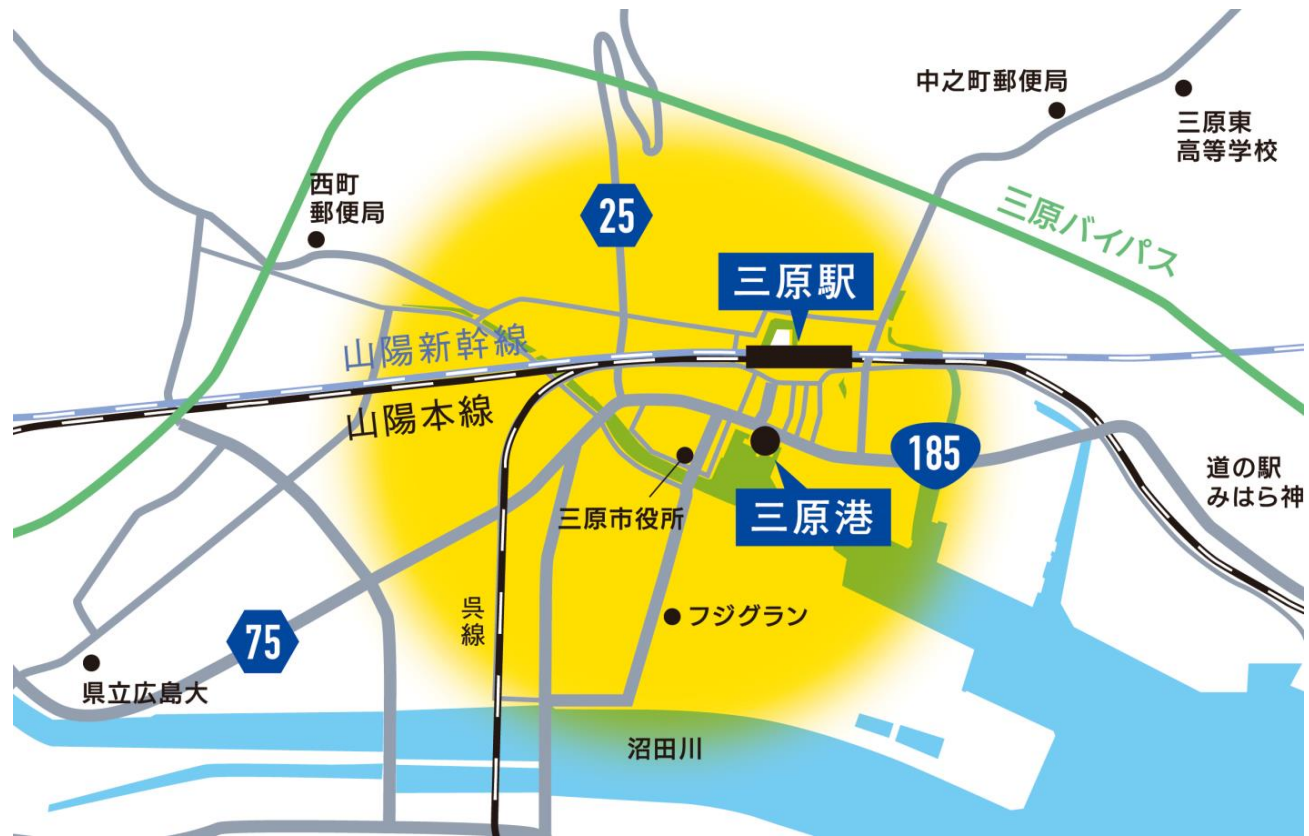 中之町郵便局
三原東
高等学校
西町
郵便局
25
三原バイパス
三原駅
山陽新幹線
山陽本線
185
道の駅
みはら神
三原市役所
三原港
呉
線
フジグラン
75
県立広島大
沼田川